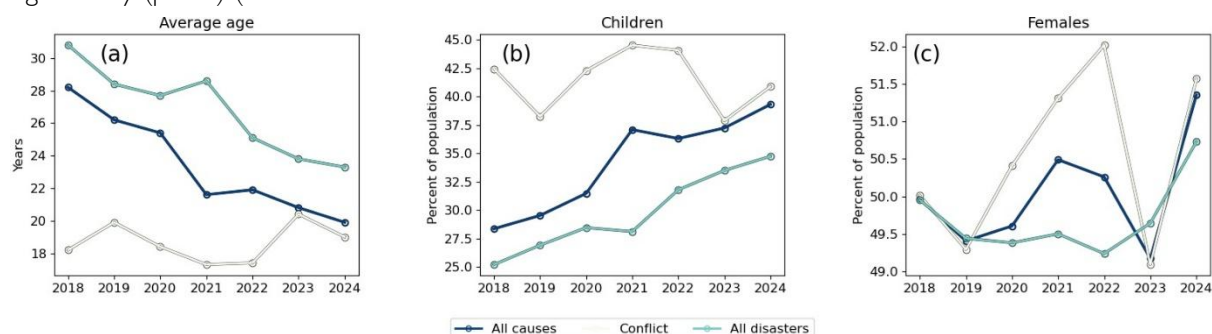 Average age
Children
Females
(a)
(b)
(c)
Years
Percent of population
Percent of population
30
28
26
24
22
20
18
45.0
42.5
40.0
37.5
35.0
32.5
30.0
27.5
25.0
52.0
51.5
51.0
50.5
50.0
49.5
49.0
2018 2019 2020 2021 2022 2023 2024
2018 2019 2020 2021 2022 2023 2024
2018 2019 2020 2021 2022 2023 2024
All causes Conflict All disasters